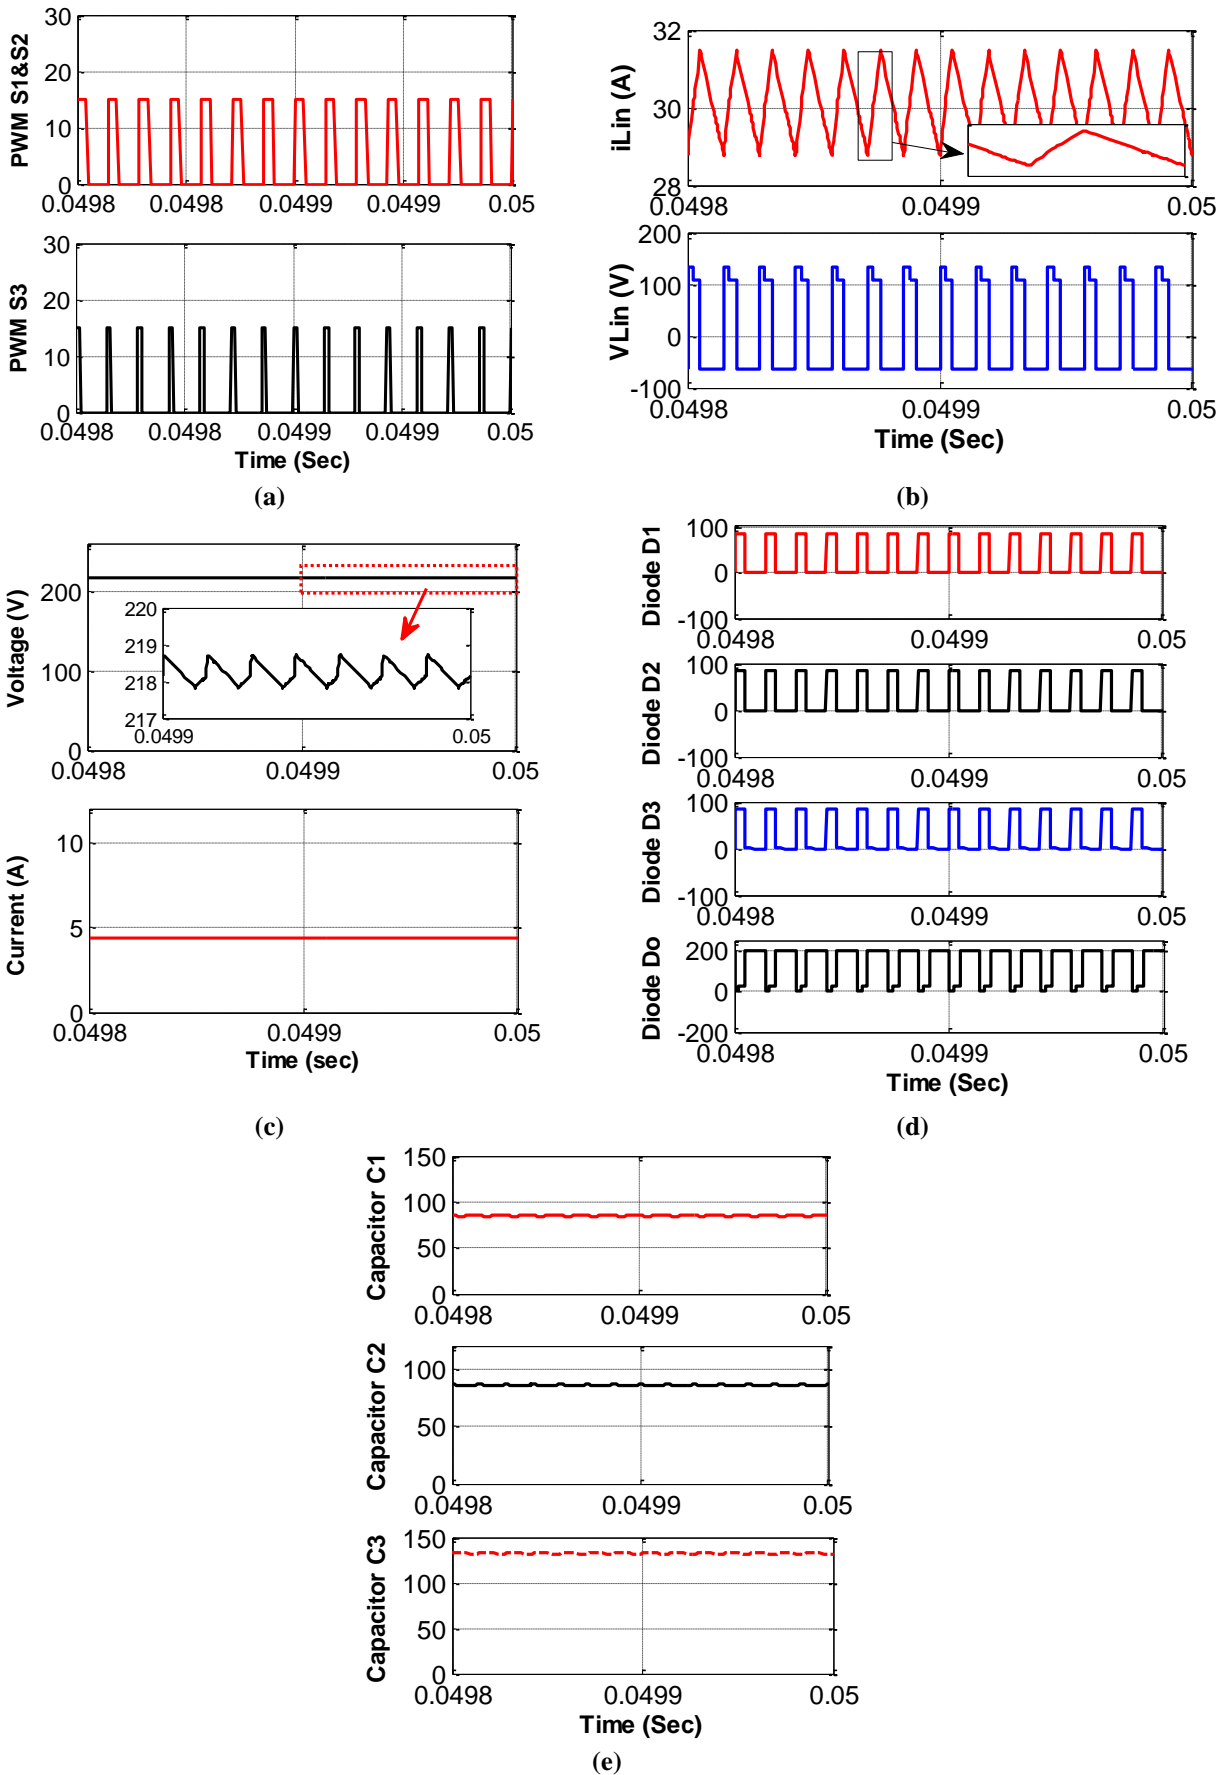 PWM S1&S2
30
20
10
0
0.0498 0.0498 0.0499 0.0499 0.05
PWM S3
30
20
10
0
0.0498 0.0498 0.0499 0.0499 0.05
Time (Sec)
(a)
iLin (A)
32
30
28
0.0498 0.0499 0.05
VLin (V)
200
100
0
-100
0.0498 0.0499 0.05
Time (Sec)
(b)
Voltage (V)
200
100
0
220
219
218
217
0.0499 0.05
0.0498 0.0499 0.05
Current (A)
10
5
0
0.0498 0.0499 0.05
Time (sec)
(c)
Diode D1
100
0
-100
0.0498 0.0499 0.05
Diode D2
100
0
-100
0.0498 0.0499 0.05
Diode D3
100
0
-100
0.0498 0.0499 0.05
Diode Do
200
0
-200
0.0498 0.0499 0.05
Time (Sec)
(d)
Capacitor C1
150
100
50
0
0.0498 0.0499 0.05
Capacitor C2
100
50
0
0.0498 0.0499 0.05
Capacitor C3
150
100
50
0
0.0498 0.0499 0.05
Time (Sec)
(e)